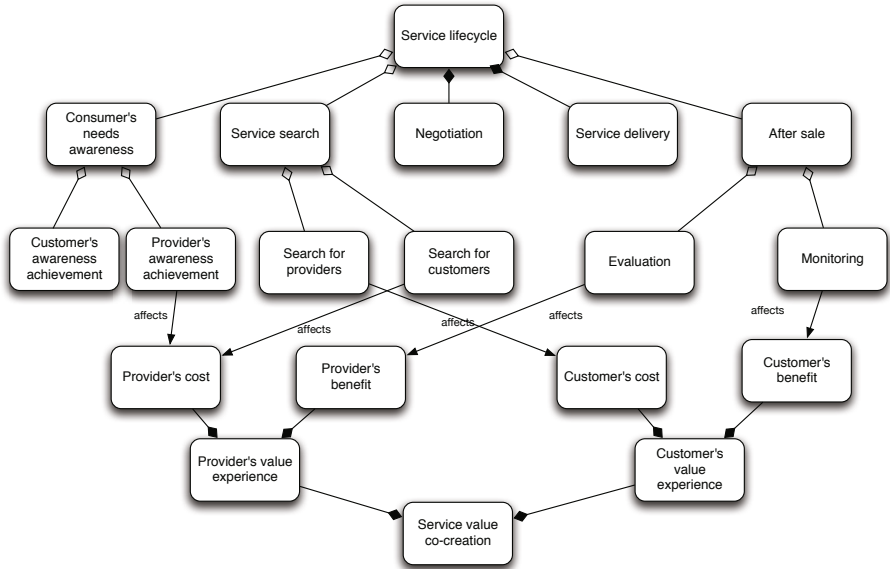 Service lifecycle
Consumer's
needs
awareness
Service search
Negotiation
Service delivery
After sale
Customer's
awareness
achievement
Provider's
awareness
achievement
Search for
providers
Search for
customers
Evaluation
Monitoring
affects
affects
affects
affects
affects
Provider's cost
Provider's
benefit
Customer's cost
Customer's
benefit
Provider's value
experience
Customer's
value
experience
Service value
co-creation